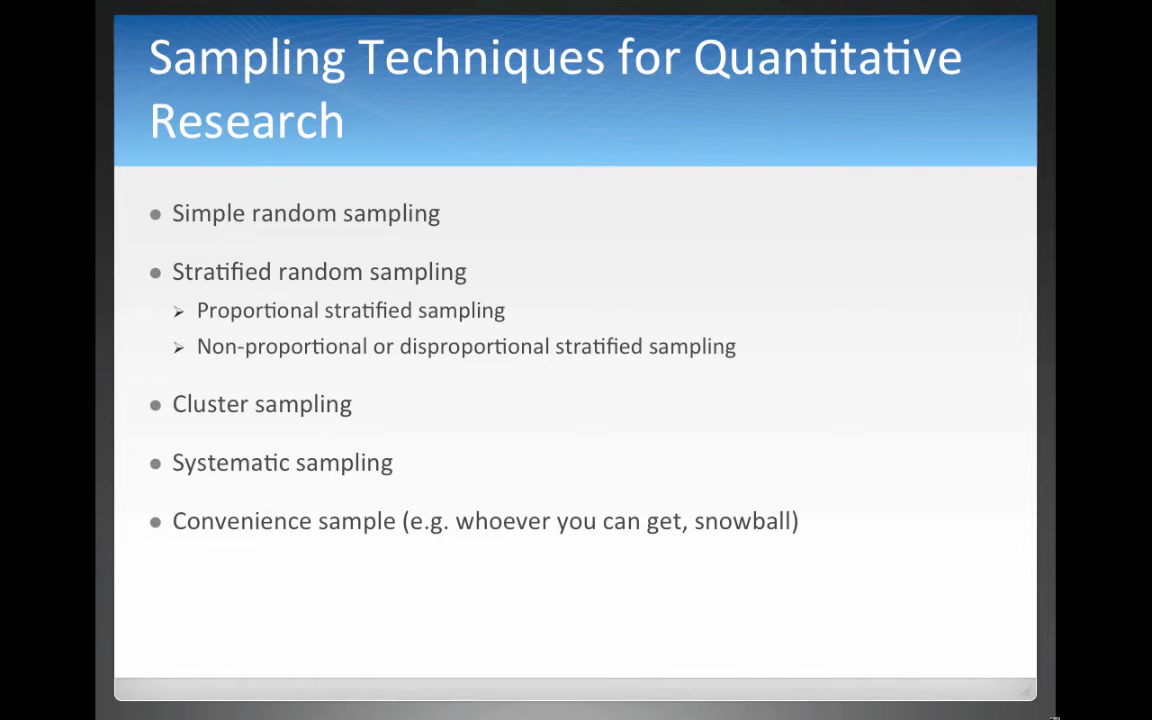 Sampling Techniques for Quantitative
Research
Simple random sampling
Stratified random sampling
Proportional stratified sampling
Non-proportional or disproportional stratified sampling
Cluster sampling
Systematic sampling
Convenience sample (e.g. whoever you can get, snowball)